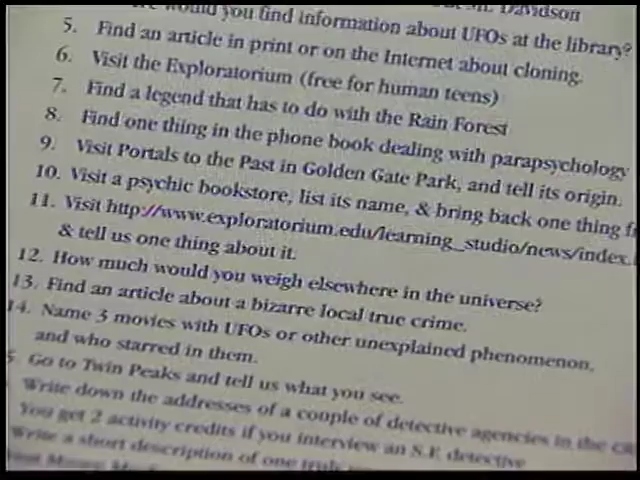 would you find information about UFOs at the library?
5. Find an article in print or on the Internet about cloning.
6. Visit the Exploratorium (free for human teens)
7. Find a legend that has to do with the Rain Forest
8. Find one thing in the phone book dealing with parapsychology
9. Visit Portals to the Past in Golden Gate Park, and tell its origin.
10. Visit a psychic bookstore, list its name, & bring back one thing
11. Visit http://www.exploratorium.edu/learning_studio/news/index.
& tell us one thing about it.
12. How much would you weigh elsewhere in the universe?
13. Find an article about a bizarre local true crime.
14. Name 3 movies with UFOs or other unexplained phenomenon,
and who starred in them.
5. Go to Twin Peaks and tell us what you see.
Write down the addresses of a couple of detective agencies in the
You get 2 activity credits if you interview an S.F. detective
Write a short description of one